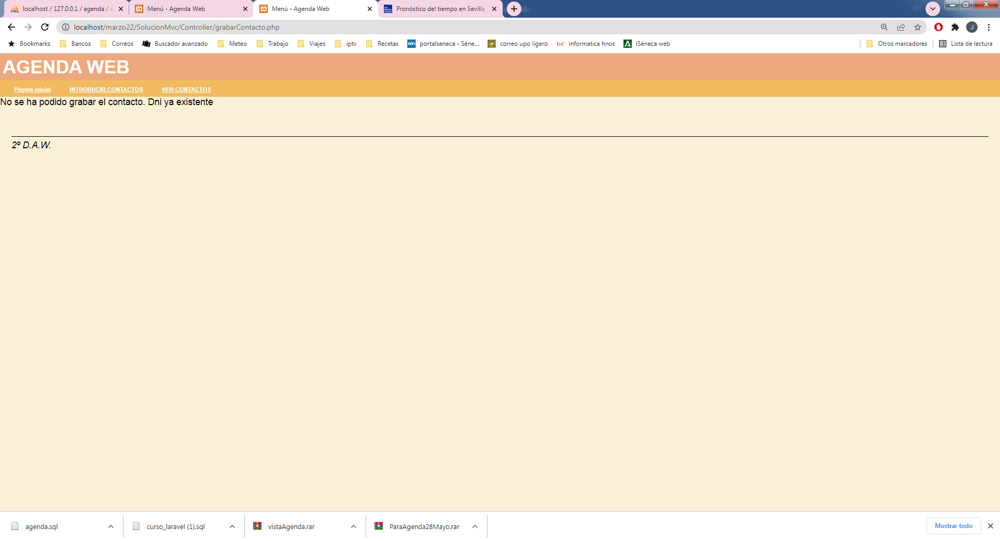 localhost / 127.0.0.1 / agenda / c
Menú - Agenda Web
Menú - Agenda Web
Pronóstico del tiempo en Sevilla,
localhost/marzo22/SolucionMvc/Controller/grabarContacto.php
J
Bookmarks Bancos Correos Buscador avanzado Meteo Trabajo Viajes iptv Recetas sén portalseneca - Séne... correo upo ligero Inf informatica hnos iSéneca web Otros marcadores Lista de lectura
AGENDA WEB
Página inicial INTRODUCIR CONTACTOS VER CONTACTOS
No se ha podido grabar el contacto. Dni ya existente
2º D.A.W.
agenda.sql curso_laravel (1).sql vistaAgenda.rar ParaAgenda28Mayo.rar Mostrar todo